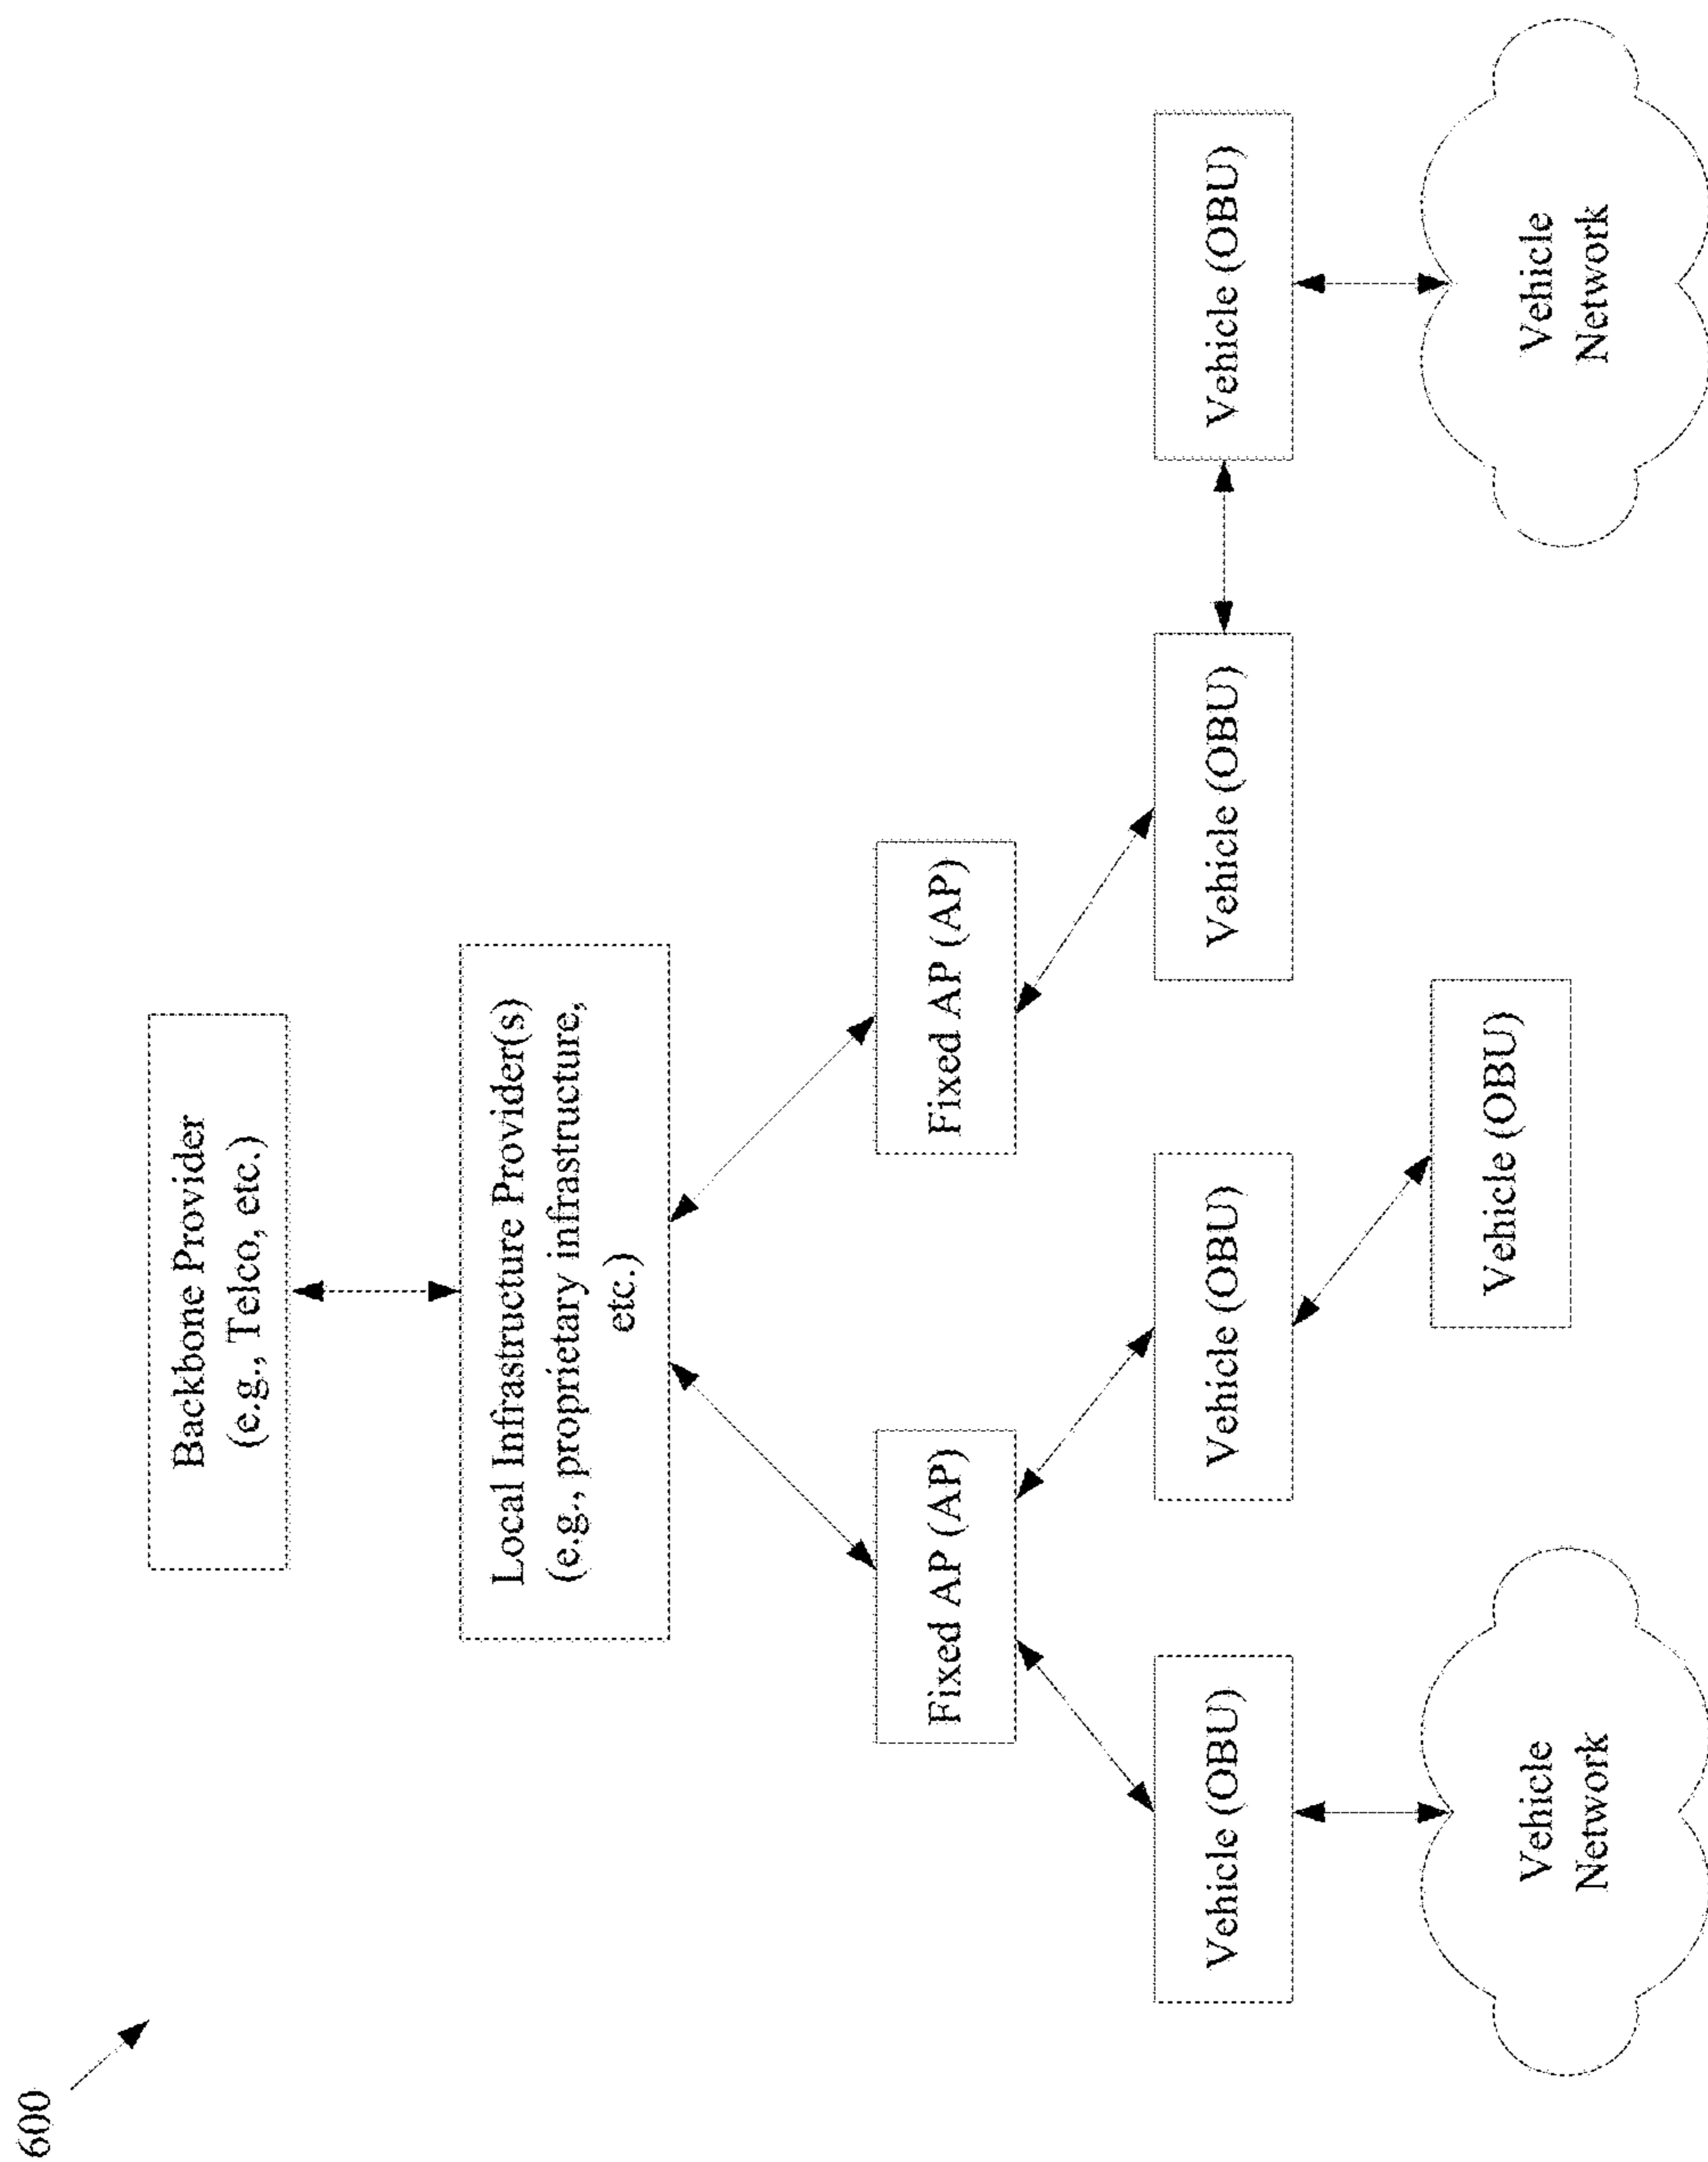 600
Backbone Provider
(e.g., Telco, etc.)
Local Infrastructure Provider(s)
(e.g., proprietary infrastructure,
etc.)
Fixed AP (AP)
Fixed AP (AP)
Vehicle (OBU)
Vehicle (OBU)
Vehicle (OBU)
Vehicle (OBU)
Vehicle (OBU)
Vehicle
Network
Vehicle
Network